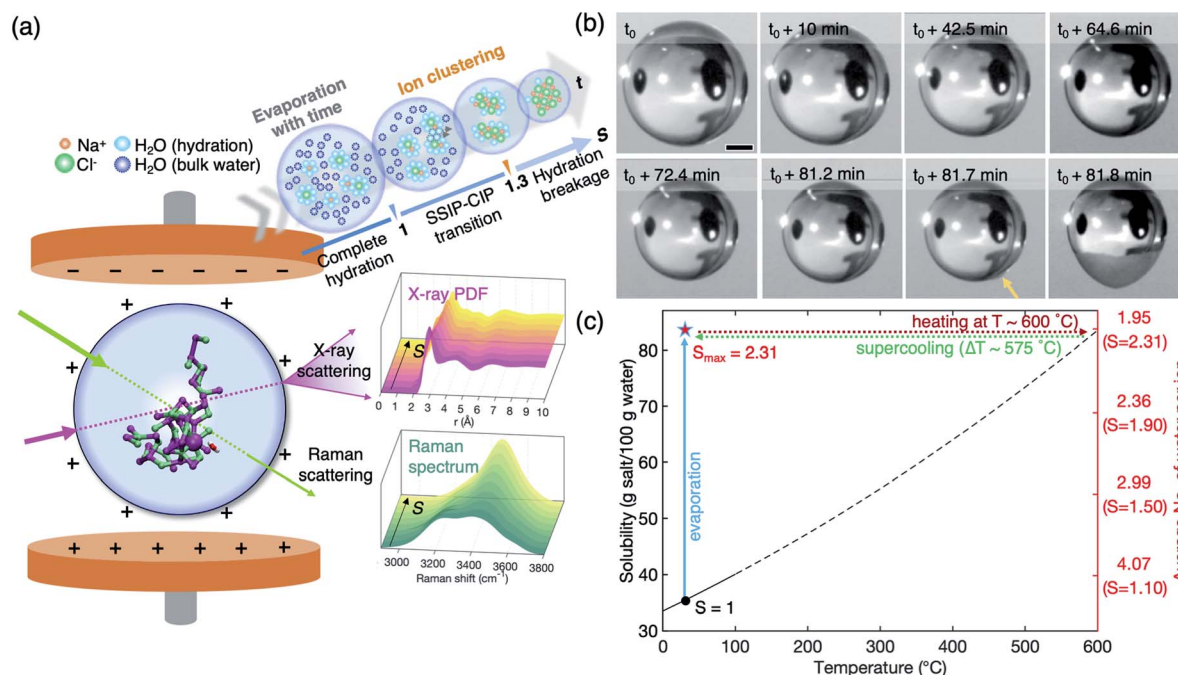 (a)
Evaporation
with time
Ion clustering
t
S
Na⁺
H₂O (hydration)
Cl⁻
H₂O (bulk water)
Complete
hydration
1
SSIP-CIP
transition
1.3
Hydration
breakage
− − − − − −
+ +
+ +
+ +
+ +
X-ray
scattering
Raman
scattering
+ + + + + +
X-ray PDF
S
0 1 2 3 4 5 6 7 8 9 10
r (Å)
Raman
spectrum
S
3000 3200 3400 3600 3800
Raman shift (cm⁻¹)
(b)
t₀
t₀ + 10 min
t₀ + 42.5 min
t₀ + 64.6 min
t₀ + 72.4 min
t₀ + 81.2 min
t₀ + 81.7 min
t₀ + 81.8 min
(c)
heating at T ~ 600 ˚C)
supercooling (ΔT ~ 575 ˚C)
Sₘₐₓ = 2.31
evaporation
S = 1
Solubility (g salt/100 g water)
80
70
60
50
40
30
0 100 200 300 400 500 600
Temperature (°C)
1.95
(S=2.31)
2.36
(S=1.90)
2.99
(S=1.50)
4.07
(S=1.10)